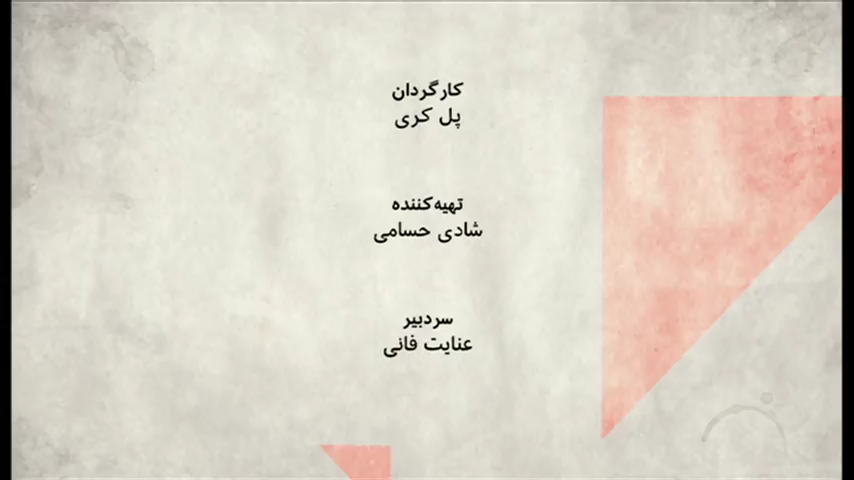 کارگردان
پل کری
تهیه‌کننده
شادی حسامی
سردبیر
عنایت فانی